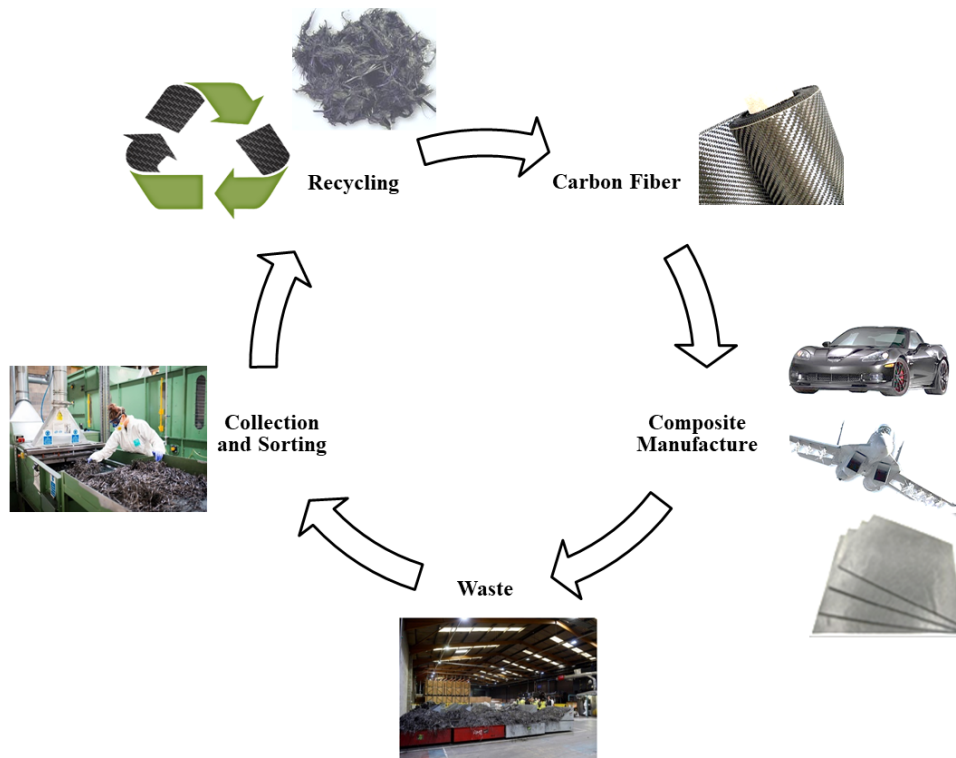 Recycling
Carbon Fiber
Composite
Manufacture
Waste
Collection
and Sorting